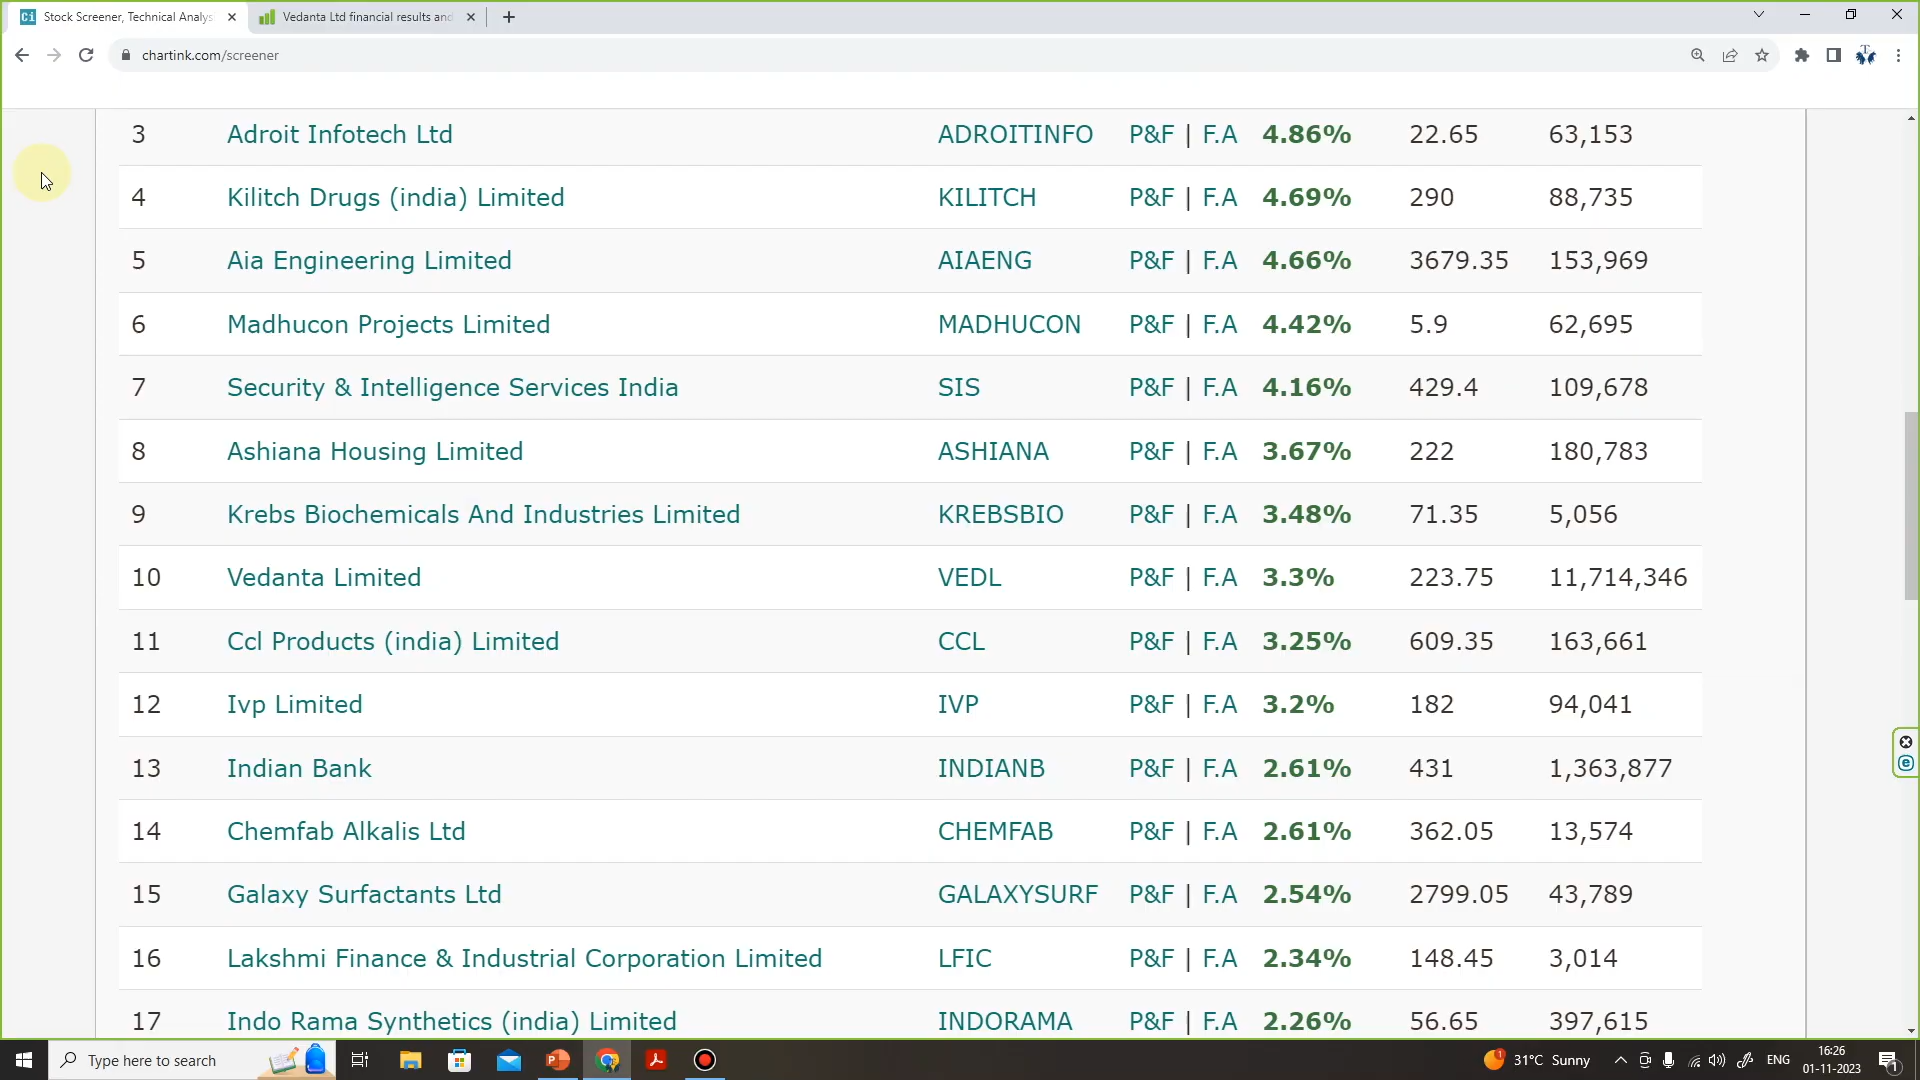 Stock Screener, Technical Analys
Vedanta Ltd financial results and
chartink.com/screener
3 Adroit Infotech Ltd ADROITINFO P&F | F.A 4.86% 22.65 63,153
4 Kilitch Drugs (india) Limited KILITCH P&F | F.A 4.69% 290 88,735
5 Aia Engineering Limited AIAENG P&F | F.A 4.66% 3679.35 153,969
6 Madhucon Projects Limited MADHUCON P&F | F.A 4.42% 5.9 62,695
7 Security & Intelligence Services India SIS P&F | F.A 4.16% 429.4 109,678
8 Ashiana Housing Limited ASHIANA P&F | F.A 3.67% 222 180,783
9 Krebs Biochemicals And Industries Limited KREBSBIO P&F | F.A 3.48% 71.35 5,056
10 Vedanta Limited VEDL P&F | F.A 3.3% 223.75 11,714,346
11 Ccl Products (india) Limited CCL P&F | F.A 3.25% 609.35 163,661
12 Ivp Limited IVP P&F | F.A 3.2% 182 94,041
13 Indian Bank INDIANB P&F | F.A 2.61% 431 1,363,877
14 Chemfab Alkalis Ltd CHEMFAB P&F | F.A 2.61% 362.05 13,574
15 Galaxy Surfactants Ltd GALAXYSURF P&F | F.A 2.54% 2799.05 43,789
16 Lakshmi Finance & Industrial Corporation Limited LFIC P&F | F.A 2.34% 148.45 3,014
17 Indo Rama Synthetics (india) Limited INDORAMA P&F | F.A 2.26% 56.65 397,615
Type here to search
31°C Sunny
ENG
16:26
01-11-2023